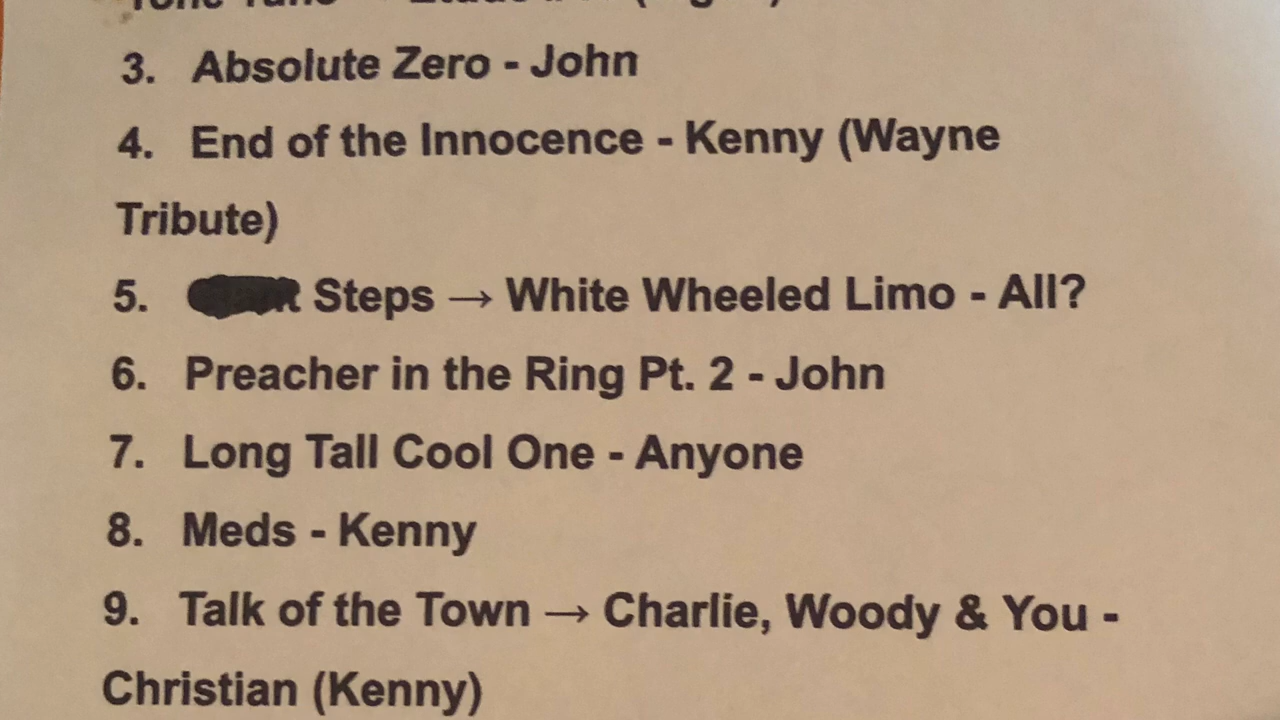 3. Absolute Zero - John
4. End of the Innocence - Kenny (Wayne
Tribute)
5. Steps → White Wheeled Limo - All?
6. Preacher in the Ring Pt. 2 - John
7. Long Tall Cool One - Anyone
8. Meds - Kenny
9. Talk of the Town → Charlie, Woody & You -
Christian (Kenny)